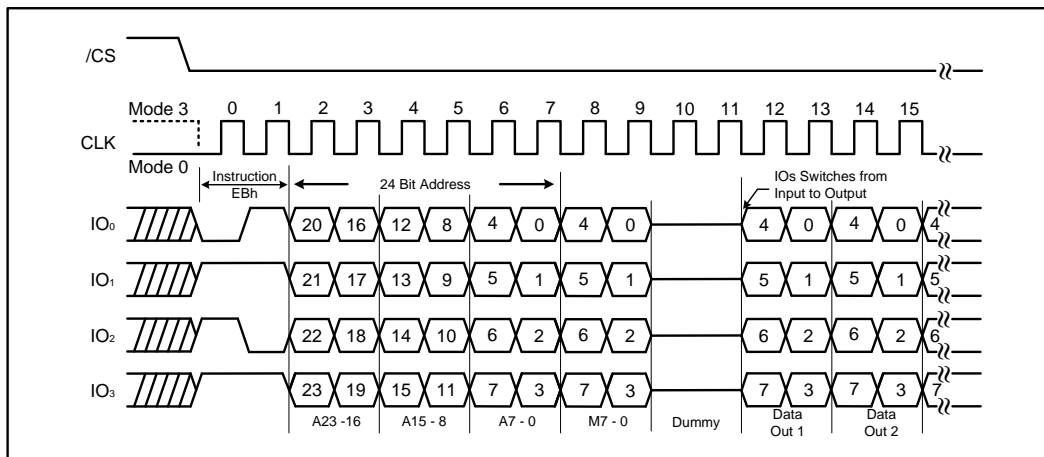 /CS
Mode 3 0 1 2 3 4 5 6 7 8 9 10 11 12 13 14 15
CLK
Mode 0
Instruction
EBh
24 Bit Address
IOs Switches from
Input to Output
IO0 20 16 12 8 4 0 4 0 4 0 4 0 4
IO1 21 17 13 9 5 1 5 1 5 1 5 1 5
IO2 22 18 14 10 6 2 6 2 6 2 6 2 6
IO3 23 19 15 11 7 3 7 3 7 3 7 3 7
A23 -16 A15 - 8 A7 - 0 M7 - 0 Dummy
Data
Out 1
Data
Out 2